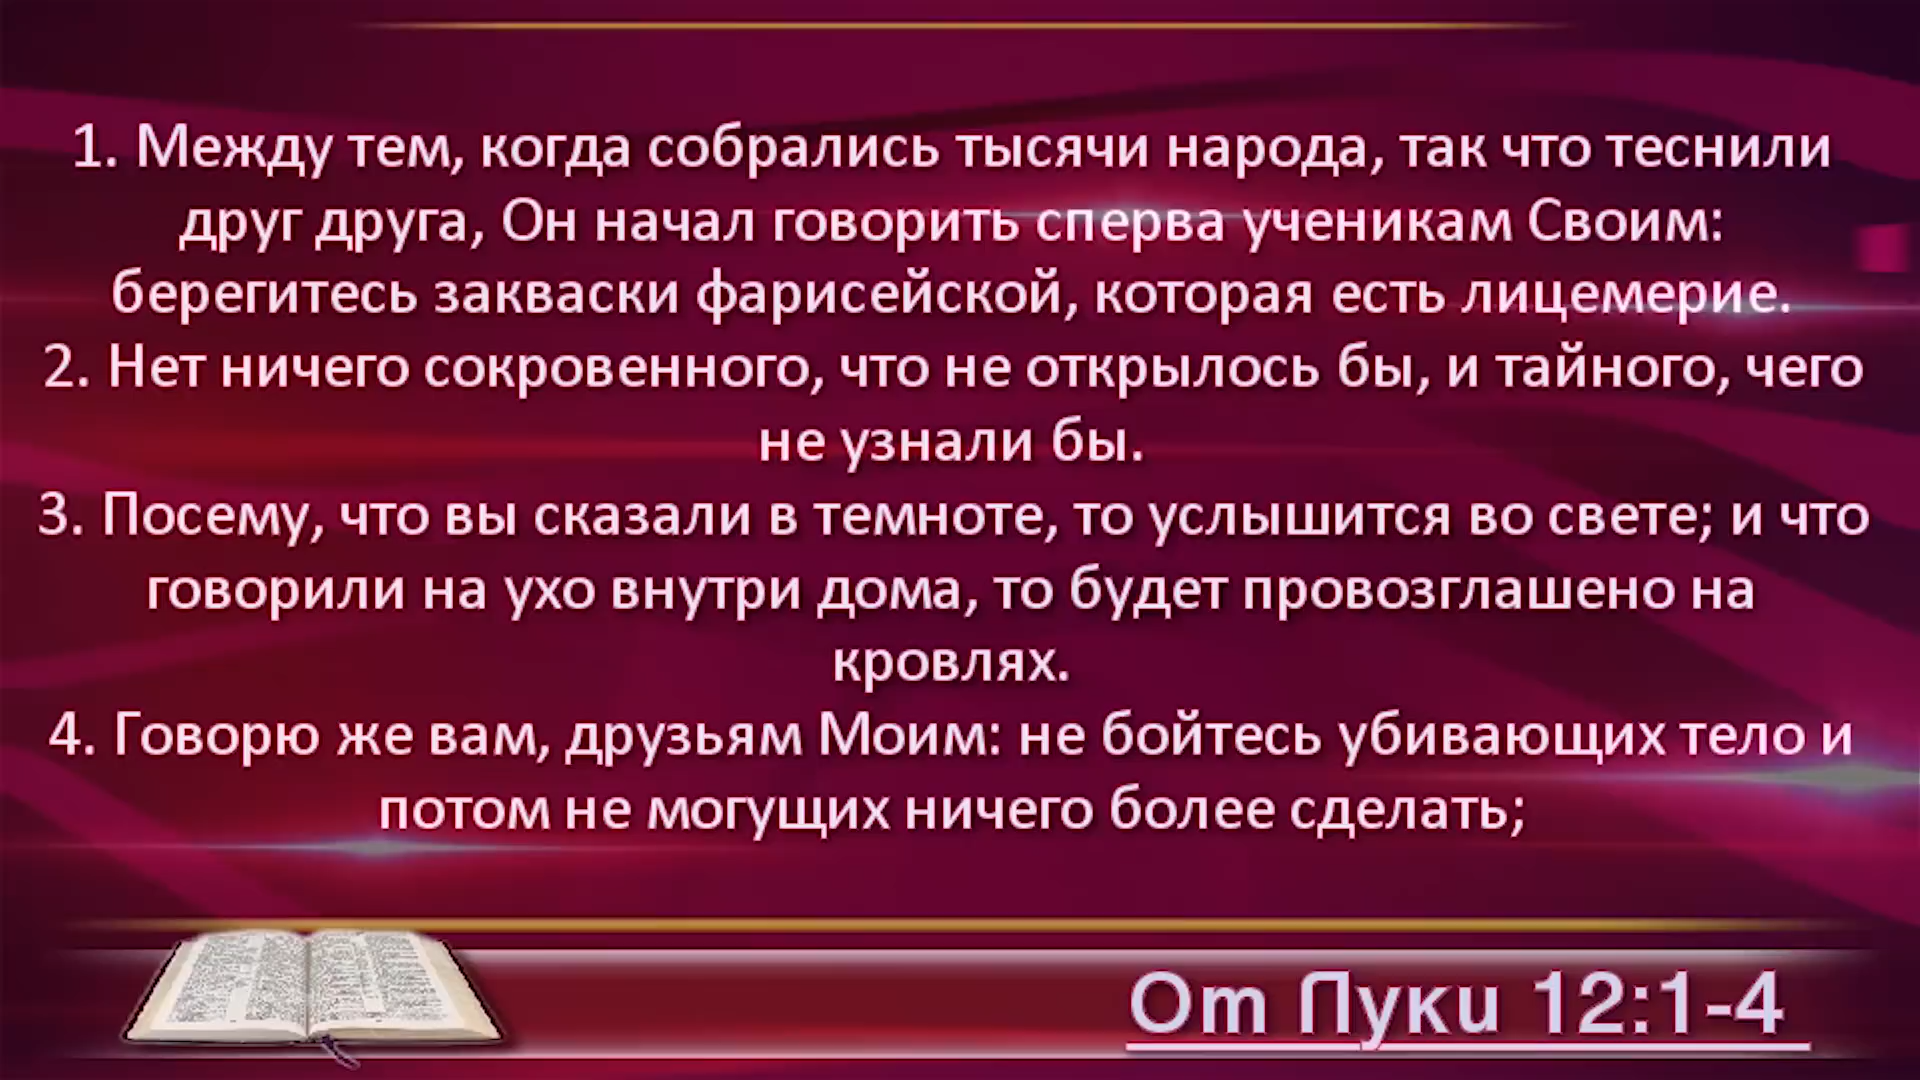 1. Между тем, когда собрались тысячи народа, так что теснили
друг друга, Он начал говорить сперва ученикам Своим:
берегитесь закваски фарисейской, которая есть лицемерие.
2. Нет ничего сокровенного, что не открылось бы, и тайного, чего
не узнали бы.
3. Посему, что вы сказали в темноте, то услышится во свете; и что
говорили на ухо внутри дома, то будет провозглашено на
кровлях.
4. Говорю же вам, друзьям Моим: не бойтесь убивающих тело и
потом не могущих ничего более сделать;
От Луки 12:1-4